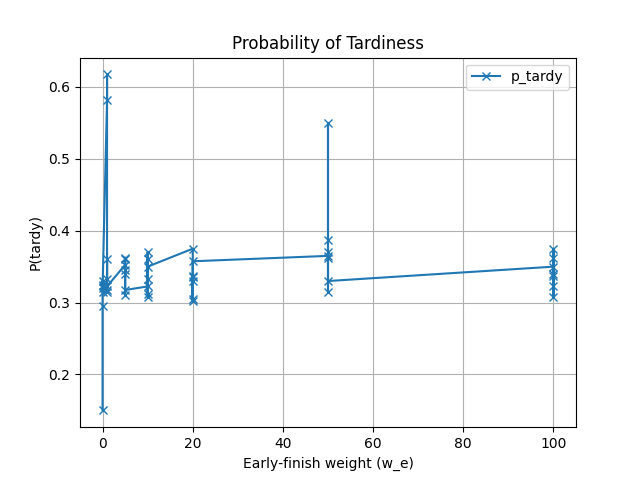 Probability of Tardiness
p_tardy
P(tardy)
0.6
0.5
0.4
0.3
0.2
0 20 40 60 80 100
Early-finish weight (w_e)